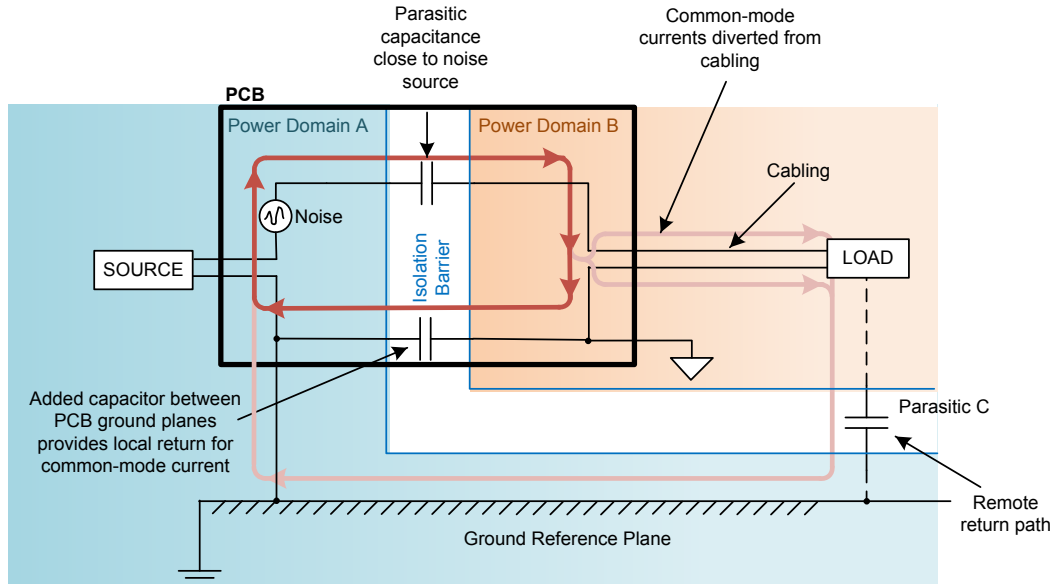 Parasitic
capacitance
close to noise
source
Common-mode
currents diverted from
cabling
PCB
Power Domain A
Power Domain B
Cabling
Noise
SOURCE
LOAD
Isolation
Barrier
Added capacitor between
PCB ground planes
provides local return for
common-mode current
Parasitic C
Remote
return path
Ground Reference Plane